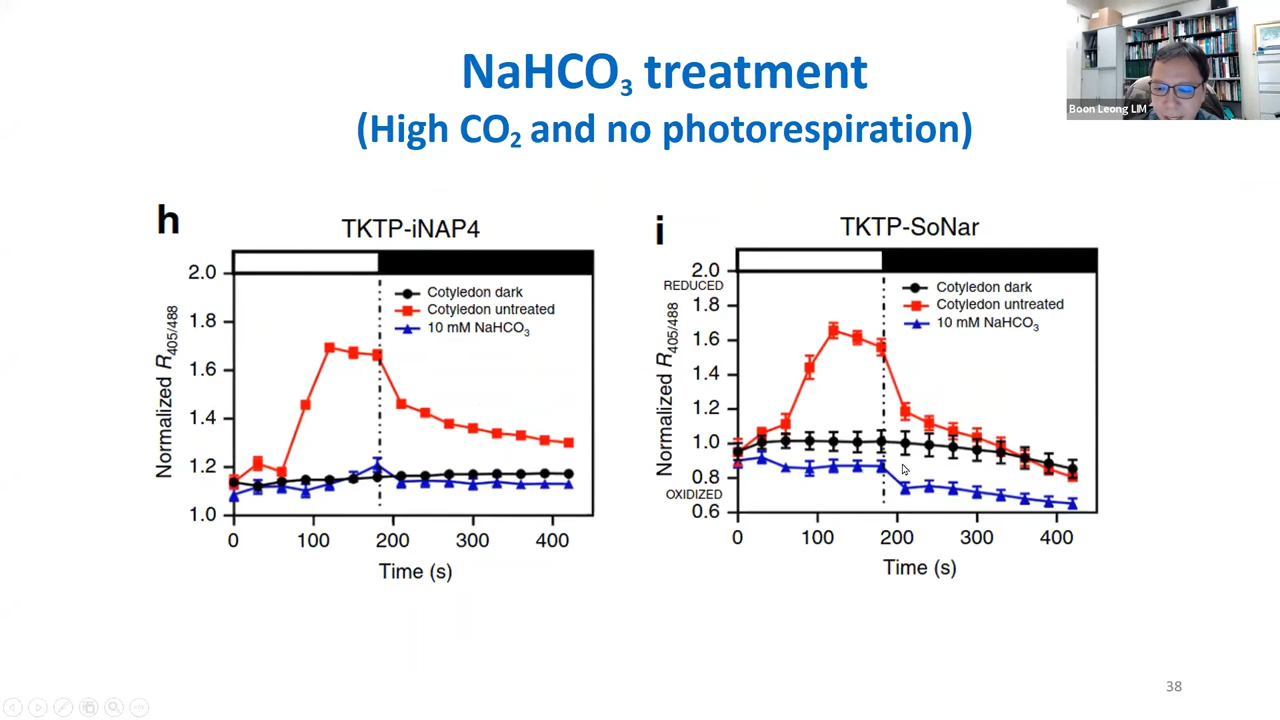 NaHCO₃ treatment
(High CO₂ and no photorespiration)
Boon Leong LIM
h
TKTP-iNAP4
2.0
1.8
1.6
1.4
1.2
1.0
Normalized R405/488
Cotyledon dark
Cotyledon untreated
10 mM NaHCO₃
0 100 200 300 400
Time (s)
i
TKTP-SoNar
2.0
REDUCED
1.8
1.6
1.4
1.2
1.0
0.8
OXIDIZED
0.6
Normalized R405/488
Cotyledon dark
Cotyledon untreated
10 mM NaHCO₃
0 100 200 300 400
Time (s)
38